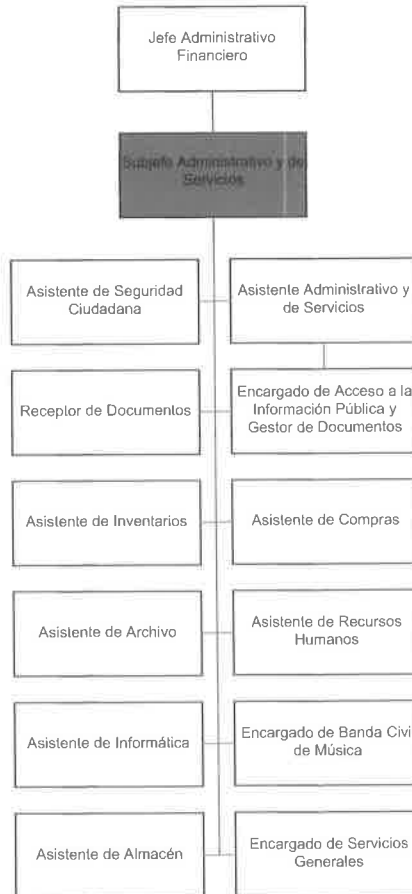 Jefe Administrativo
Financiero
Subjefe Administrativo y de
Servicios
Asistente de Seguridad
Ciudadana
Asistente Administrativo y
de Servicios
Receptor de Documentos
Encargado de Acceso a la
Información Pública y
Gestor de Documentos
Asistente de Inventarios
Asistente de Compras
Asistente de Archivo
Asistente de Recursos
Humanos
Asistente de Informática
Encargado de Banda Civi
de Música
Asistente de Almacén
Encargado de Servicios
Generales